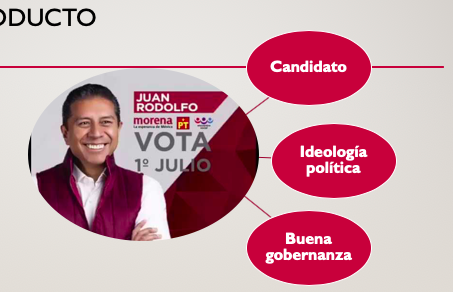 ODUCTO
JUAN
RODOLFO
morena
La esperanza de México
PT
VOTA
1º JULIO
Candidato
Ideología
política
Buena
gobernanza